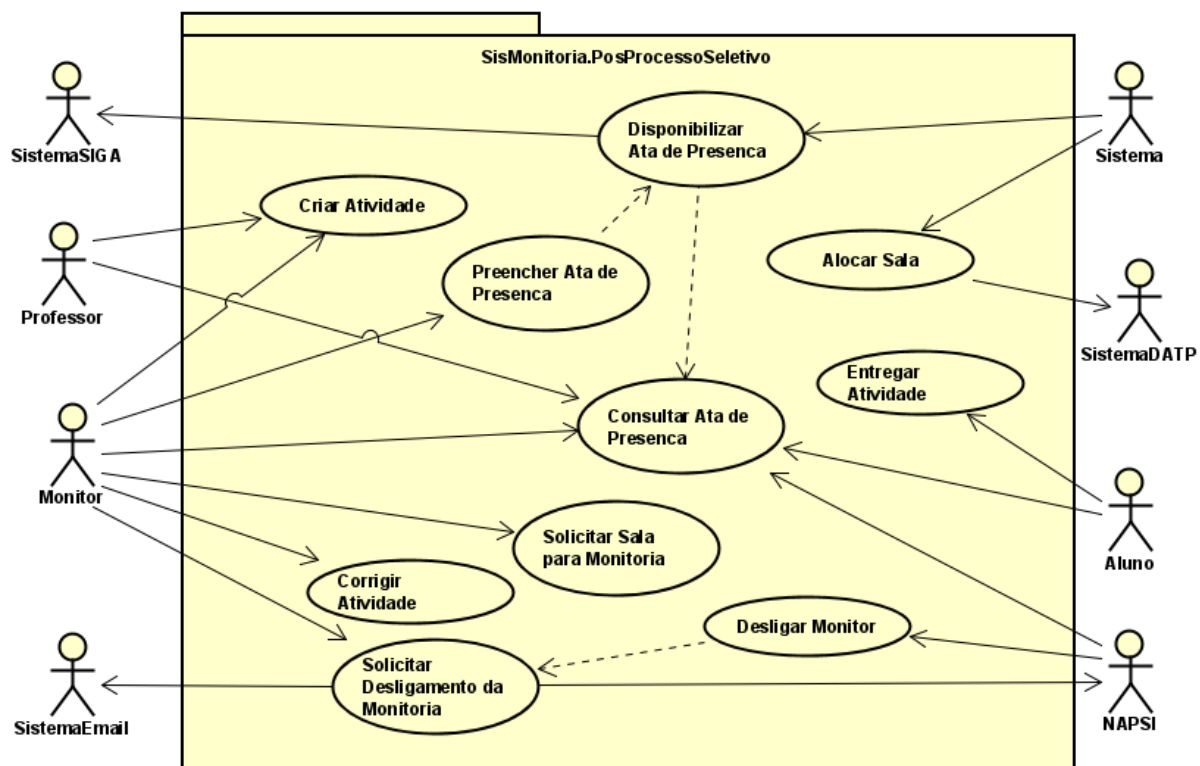 SisMonitoria.PosProcessoSeletivo
SistemaSIGA
Disponibilizar
Ata de Presenca
Sistema
Criar Atividade
Professor
Preencher Ata de
Presenca
Alocar Sala
SistemaDATP
Entregar
Atividade
Consultar Ata de
Presenca
Monitor
Solicitar Sala
para Monitoria
Aluno
Corrigir
Atividade
Desligar Monitor
Solicitar
Desligamento da
Monitoria
SistemaEmail
NAPSI